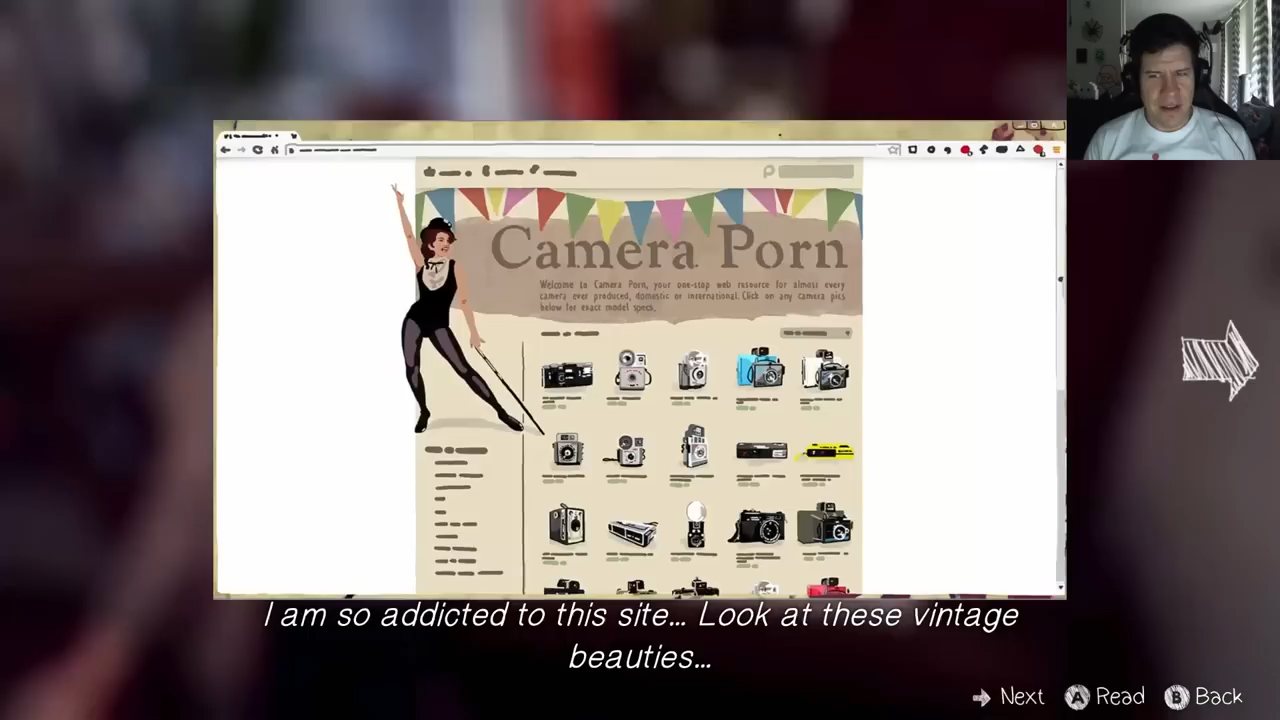 Camera Porn
Welcome to Camera Porn, your one-stop web resource for almost every
camera ever produced, domestic or international. Click on any camera pics
below for exact model specs.
I am so addicted to this site... Look at these vintage
beauties...
Next A Read B Back